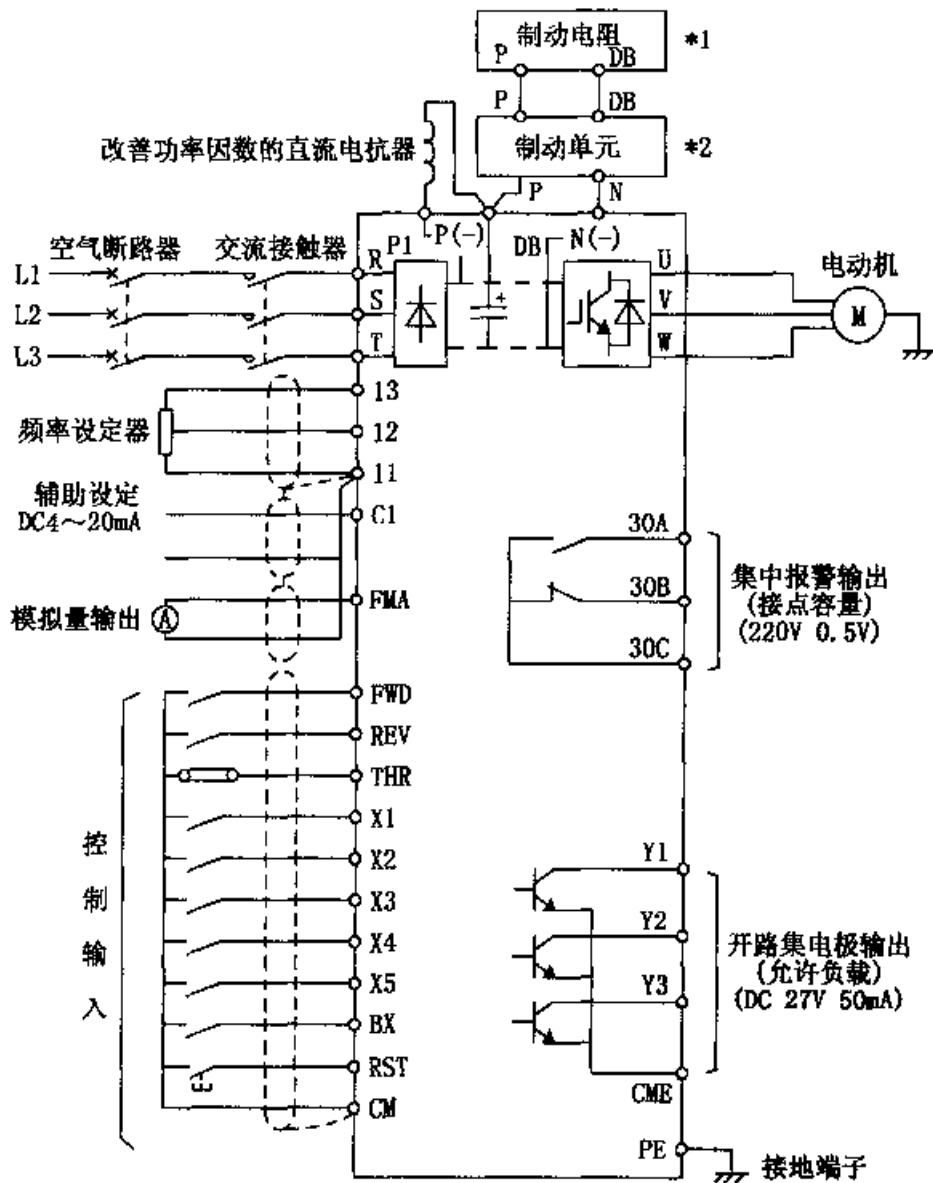 制动电阻
*1
P
DB
P
DB
制动单元
*2
改善功率因数的直流电抗器
P
N
空气断路器
交流接触器
P1
P(-)
DB
N(-)
L1
L2
L3
R
S
T
U
V
W
电动机
M
13
12
11
频率设定器
辅助设定
DC4～20mA
C1
模拟量输出
A
FMA
30A
30B
30C
集中报警输出
(接点容量)
(220V 0.5V)
控制输入
FWD
REV
THR
X1
X2
X3
X4
X5
BX
RST
CM
Y1
Y2
Y3
CME
开路集电极输出
(允许负载)
(DC 27V 50mA)
PE
接地端子